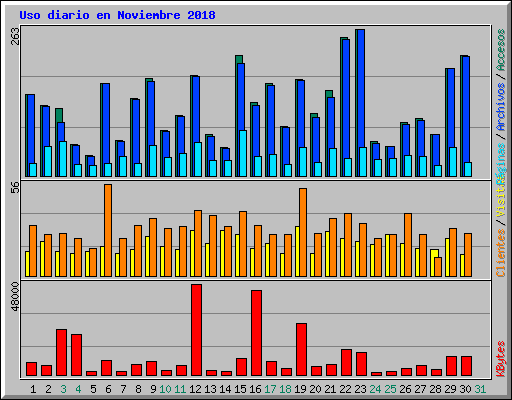 Uso diario en Noviembre 2018
263
56
48000
Clientes / Visitas
Páginas / Archivos / Accesos
KBytes
1 2 3 4 5 6 7 8 9 10 11 12 13 14 15 16 17 18 19 20 21 22 23 24 25 26 27 28 29 30 31